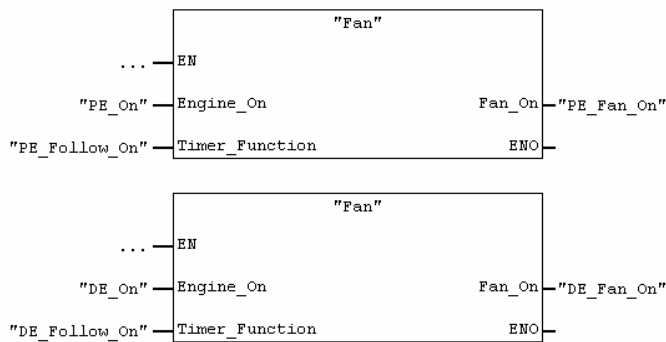 "Fan"
... EN
"PE_On" Engine_On Fan_On "PE_Fan_On"
"PE_Follow_On" Timer_Function ENO
"Fan"
... EN
"DE_On" Engine_On Fan_On "DE_Fan_On"
"DE_Follow_On" Timer_Function ENO